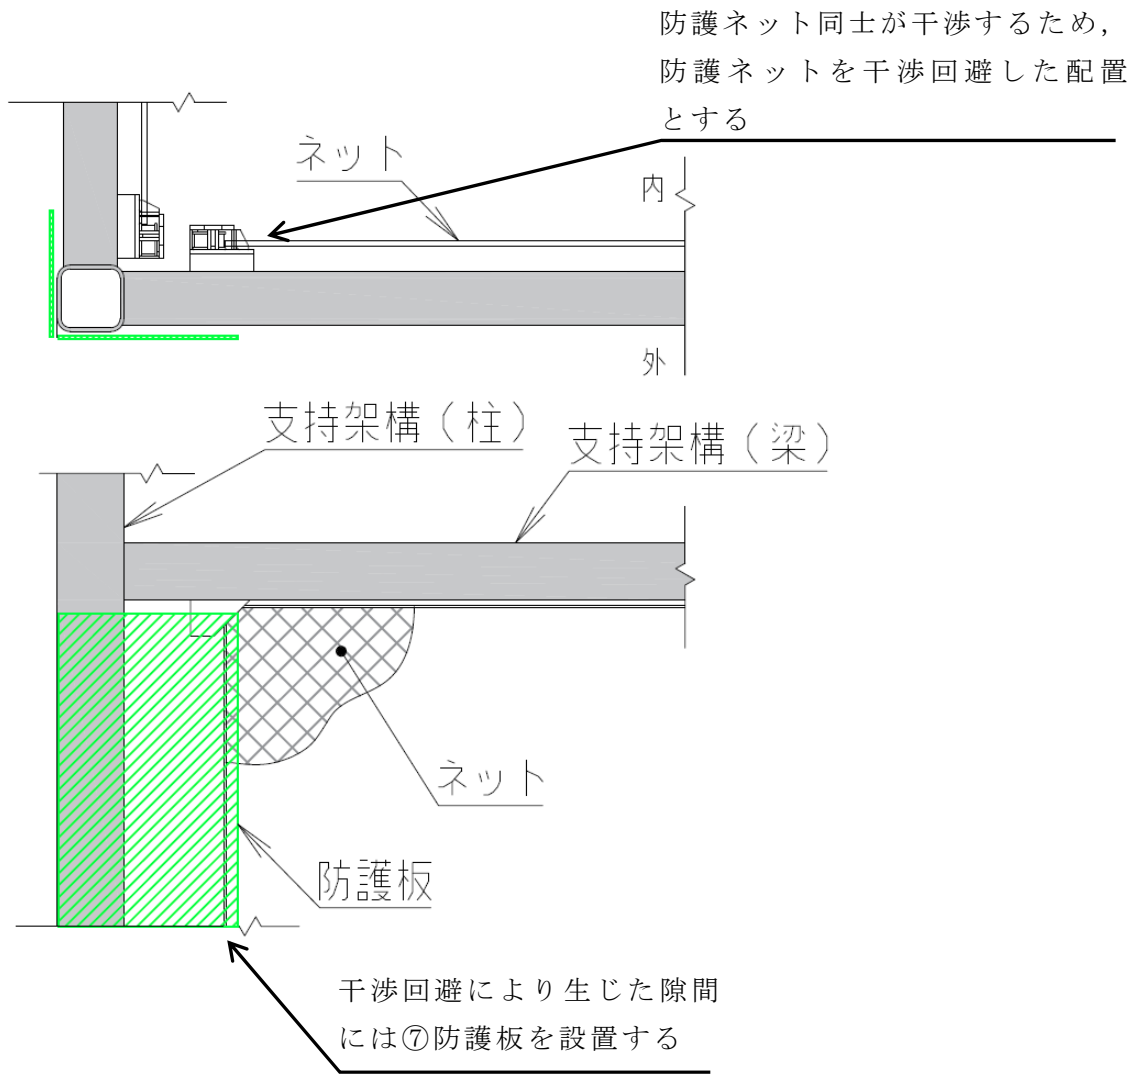 防護ネット同士が干渉するため，
防護ネットを干渉回避した配置
とする
ネット
内
外
支持架構（柱）
支持架構（梁）
ネット
防護板
干渉回避により生じた隙間
には⑦防護板を設置する